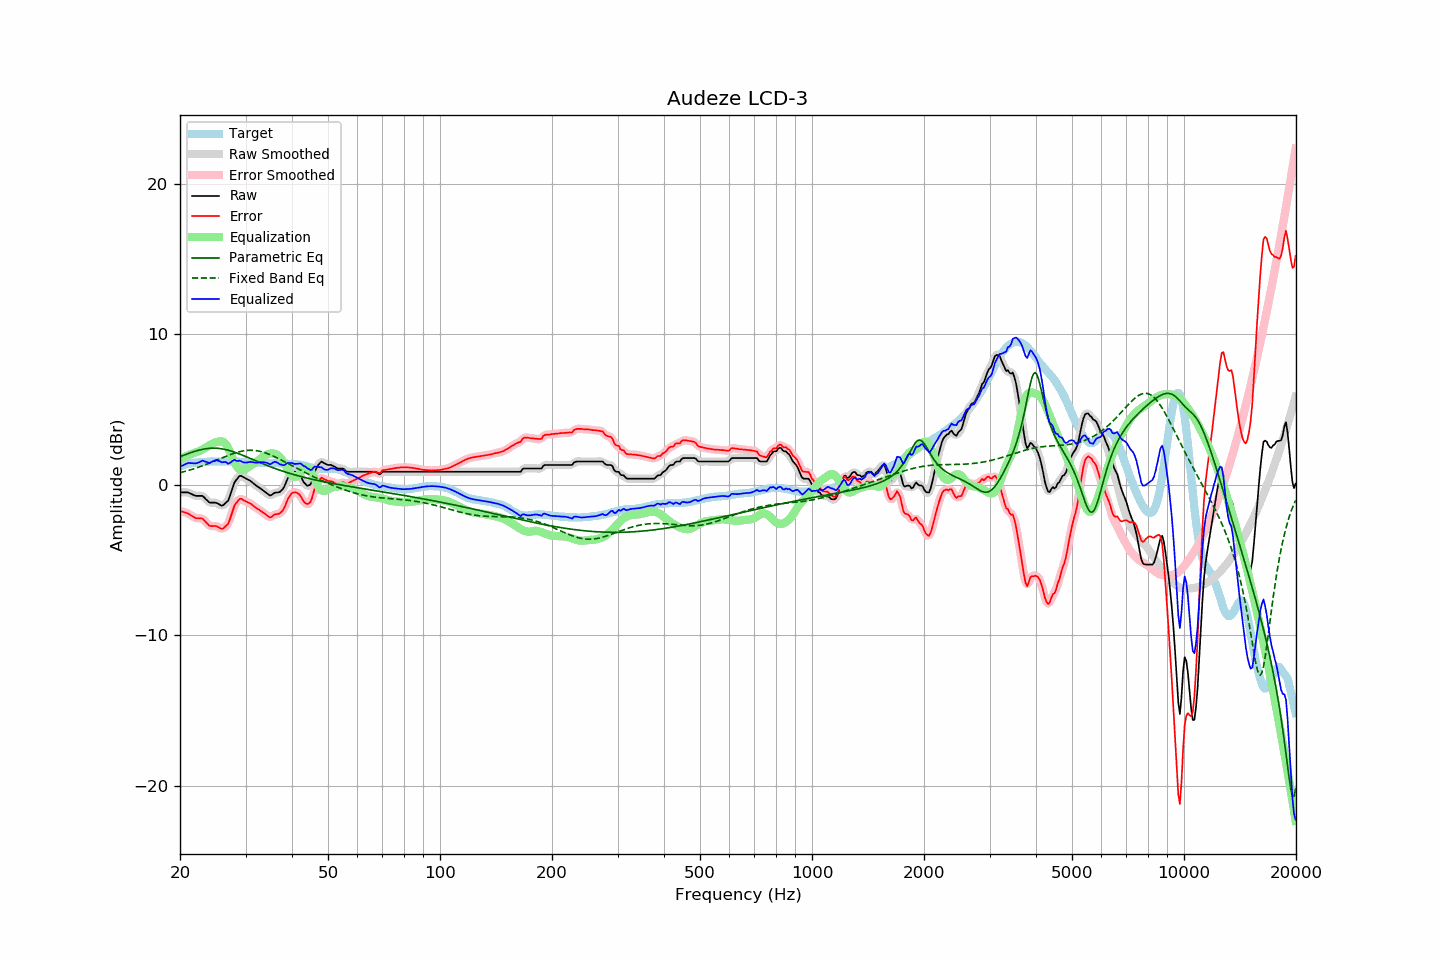 Audeze LCD-3
Target
Raw Smoothed
Error Smoothed
Raw
Error
Equalization
Parametric Eq
Fixed Band Eq
Equalized
20
10
0
−10
−20
Amplitude (dBr)
20 50 100 200 500 1000 2000 5000 10000 20000
Frequency (Hz)